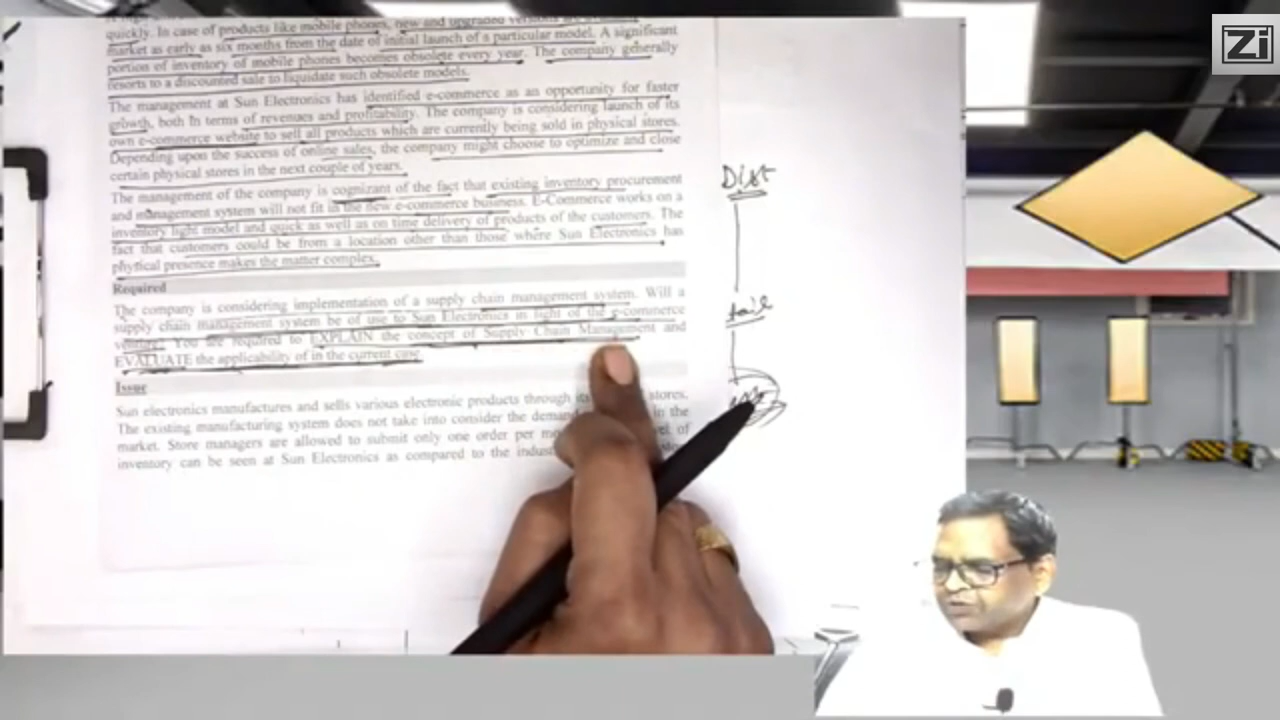 quickly. In case of products like mobile phones, new and upgraded versions are
market as early as six months from the date of initial launch of a particular model. A significant
portion of inventory of mobile phones becomes obsolete every year. The company generally
resorts to a discounted sale to liquidate such obsolete models.
The management at Sun Electronics has identified e-commerce as an opportunity for faster
growth, both in terms of revenues and profitability. The company is considering launch of its
own e-commerce website to sell all products which are currently being sold in physical stores.
Depending upon the success of online sales, the company might choose to optimize and close
certain physical stores in the next couple of years.
The management of the company is cognizant of the fact that existing inventory procurement
and management system will not fit in the new e-commerce business. E-Commerce works on a
inventory light model and quick as well as on time delivery of products of the customers. The
fact that customers could be from a location other than those where Sun Electronics has
physical presence makes the matter complex.
Required
The company is considering implementation of a supply chain management system. Will a
supply chain management system be of use to Sun Electronics in light of the e-commerce
venture? You are required to EXPLAIN the concept of Supply Chain Management and
EVALUATE the applicability of in the current case
Issue
Sun electronics manufactures and sells various electronic products through its stores.
The existing manufacturing system does not take into consideration the demand in the
market. Store managers are allowed to submit only one order per
inventory can be seen at Sun Electronics as compared to the
Dist
Zi